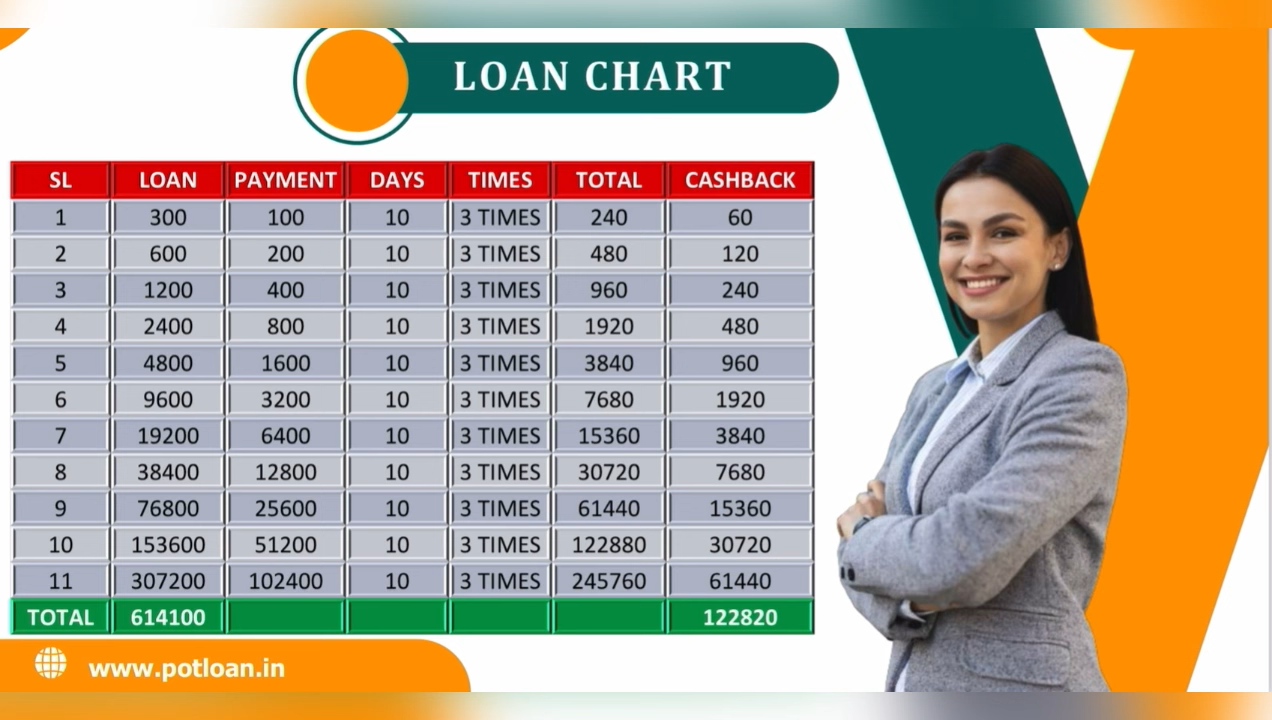 LOAN CHART
SL LOAN PAYMENT DAYS TIMES TOTAL CASHBACK
1 300 100 10 3 TIMES 240 60
2 600 200 10 3 TIMES 480 120
3 1200 400 10 3 TIMES 960 240
4 2400 800 10 3 TIMES 1920 480
5 4800 1600 10 3 TIMES 3840 960
6 9600 3200 10 3 TIMES 7680 1920
7 19200 6400 10 3 TIMES 15360 3840
8 38400 12800 10 3 TIMES 30720 7680
9 76800 25600 10 3 TIMES 61440 15360
10 153600 51200 10 3 TIMES 122880 30720
11 307200 102400 10 3 TIMES 245760 61440
TOTAL 614100 122820
www.potloan.in